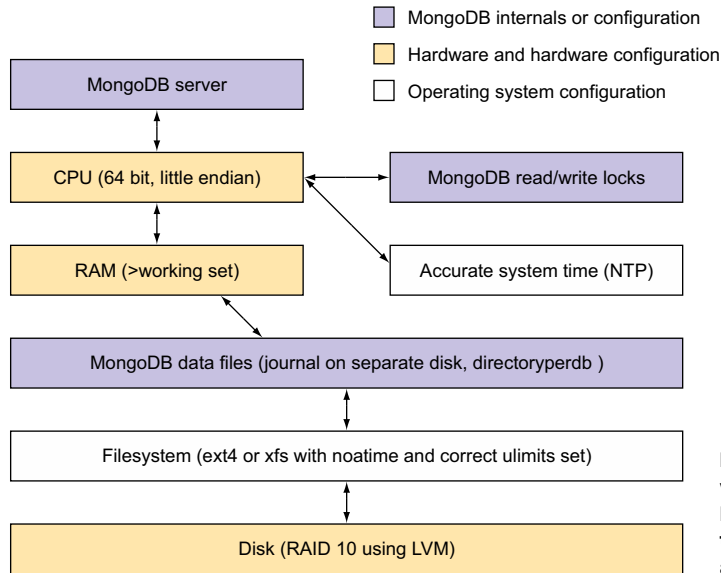 MongoDB internals or configuration
Hardware and hardware configuration
Operating system configuration
MongoDB server
CPU (64 bit, little endian)
MongoDB read/write locks
RAM (>working set)
Accurate system time (NTP)
MongoDB data files (journal on separate disk, directoryperdb )
Filesystem (ext4 or xfs with noatime and correct ulimits set)
Disk (RAID 10 using LVM)